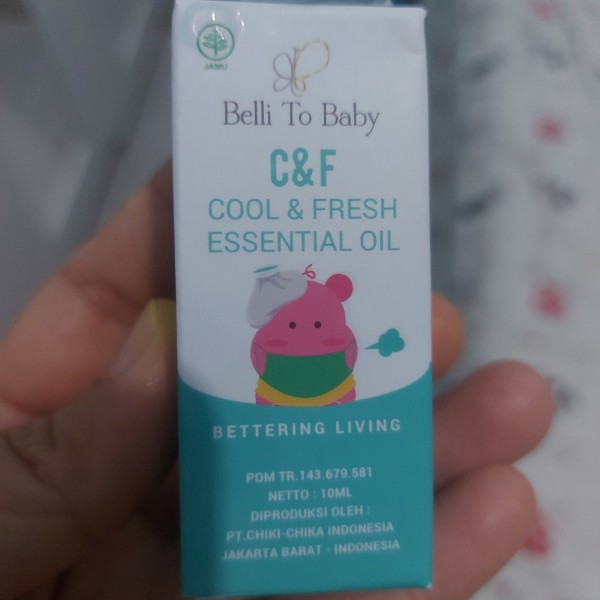 JAMU
Belli To Baby
C&F
COOL & FRESH
ESSENTIAL OIL
BETTERING LIVING
POM TR.143.679.581
NETTO : 10ML
DIPRODUKSI OLEH :
PT.CHIKI-CHIKA INDONESIA
JAKARTA BARAT - INDONESIA